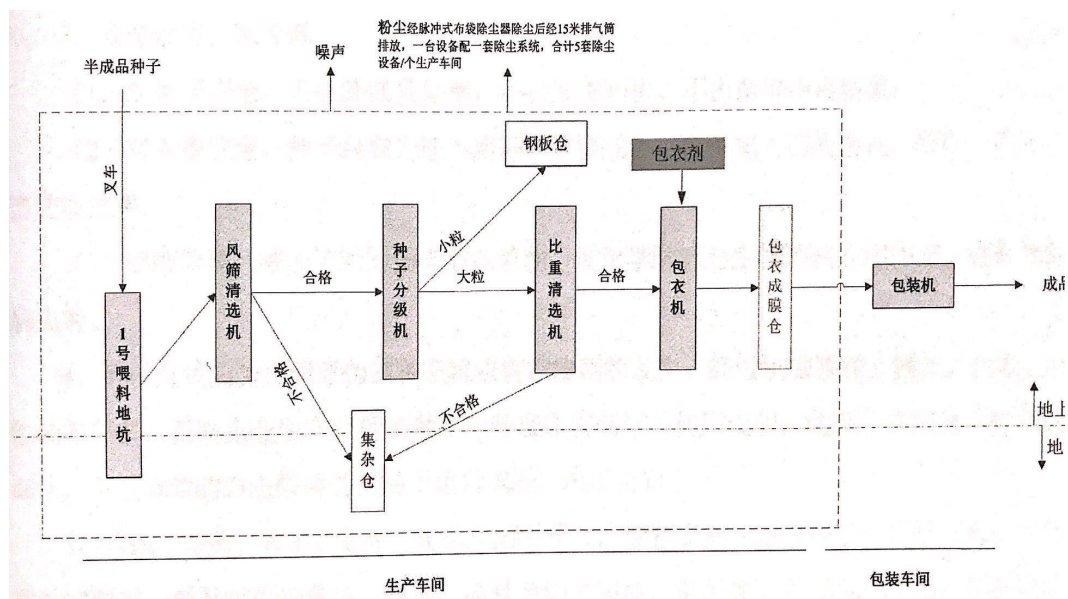 粉尘经脉冲式布袋除尘器除尘后经15米排气筒
排放，一台设备配一套除尘系统，合计5套除尘
设备/个生产车间
噪声
半成品种子
叉车
钢板仓
包衣剂
1号喂料地坑
风筛清选机
合格
种子分级机
小粒
大粒
比重清选机
合格
包衣机
包衣成膜仓
包装机
成品
不合格
不合格
集杂仓
地上
地
生产车间
包装车间